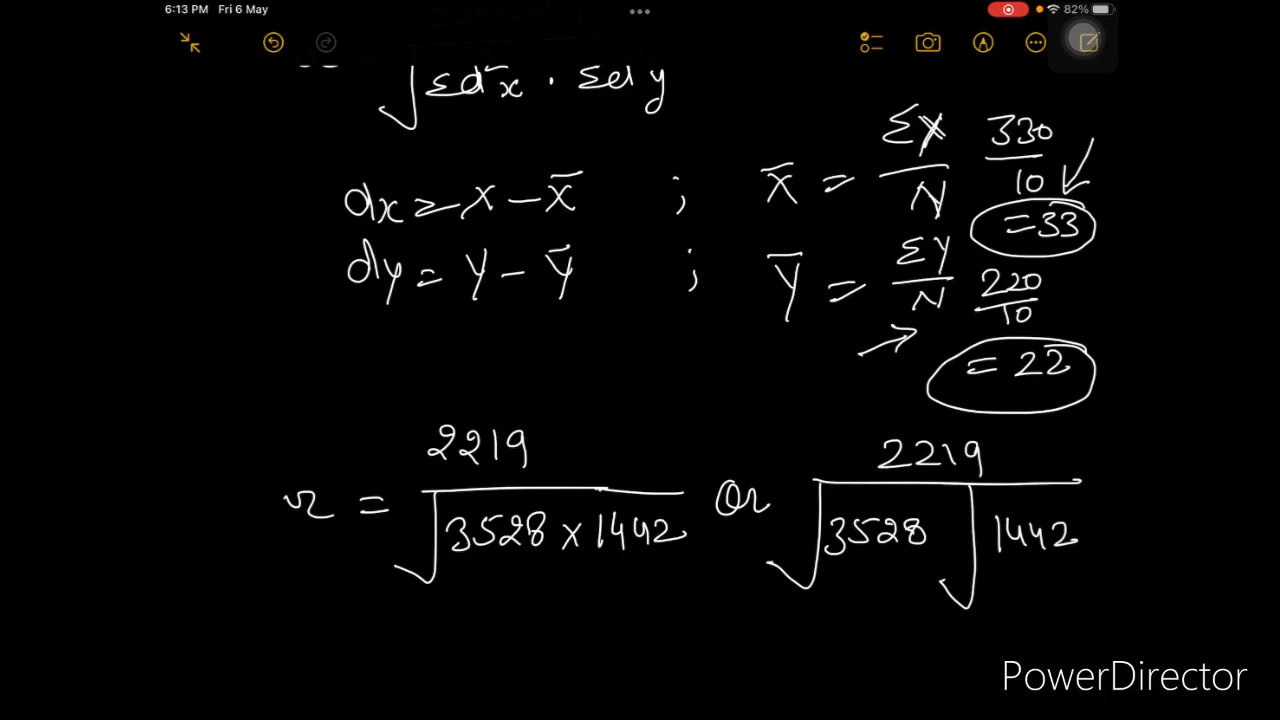 6:13 PM Fri 6 May
82%
√Σd²x · Σd y
dx = X - X̄ ; X̄ = ΣX/N 330/10
= 33
dy = Y - Ȳ ; Ȳ = ΣY/N 220/10
= 22
r = 2219/√3528 × 1442 Or 2219/√3528 √1442
PowerDirector